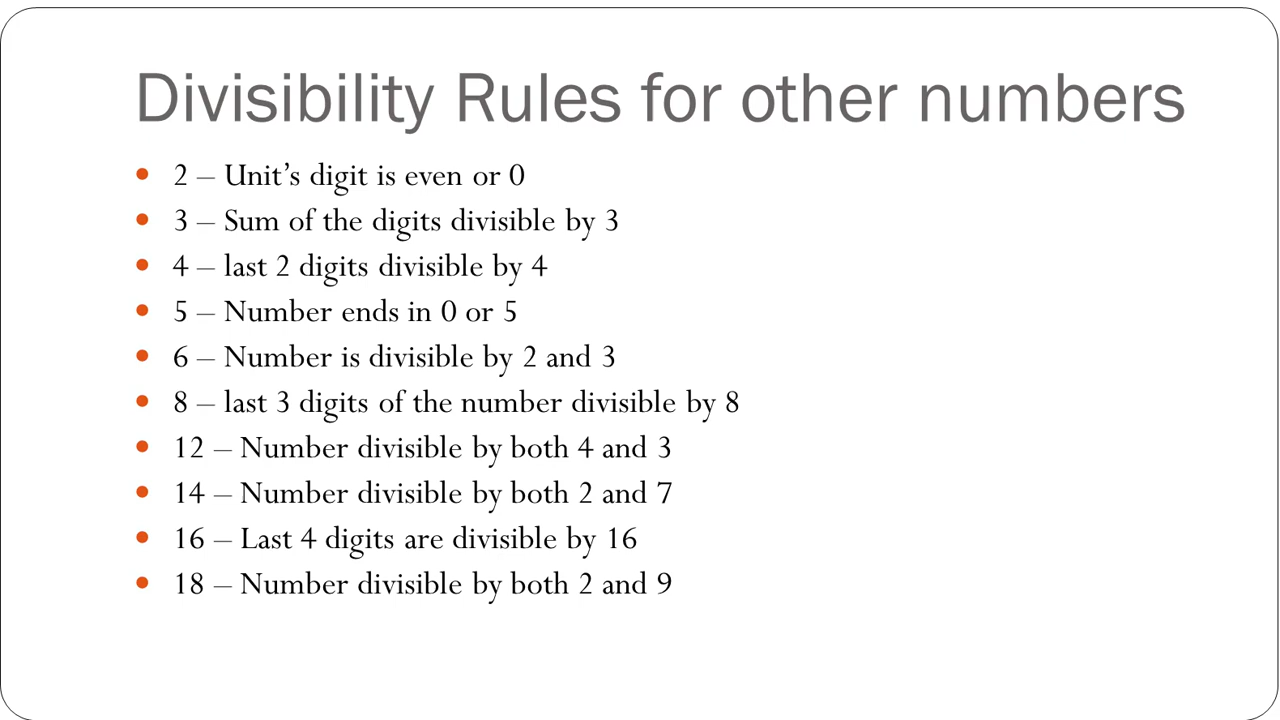 Divisibility Rules for other numbers
• 2 – Unit’s digit is even or 0
• 3 – Sum of the digits divisible by 3
• 4 – last 2 digits divisible by 4
• 5 – Number ends in 0 or 5
• 6 – Number is divisible by 2 and 3
• 8 – last 3 digits of the number divisible by 8
• 12 – Number divisible by both 4 and 3
• 14 – Number divisible by both 2 and 7
• 16 – Last 4 digits are divisible by 16
• 18 – Number divisible by both 2 and 9